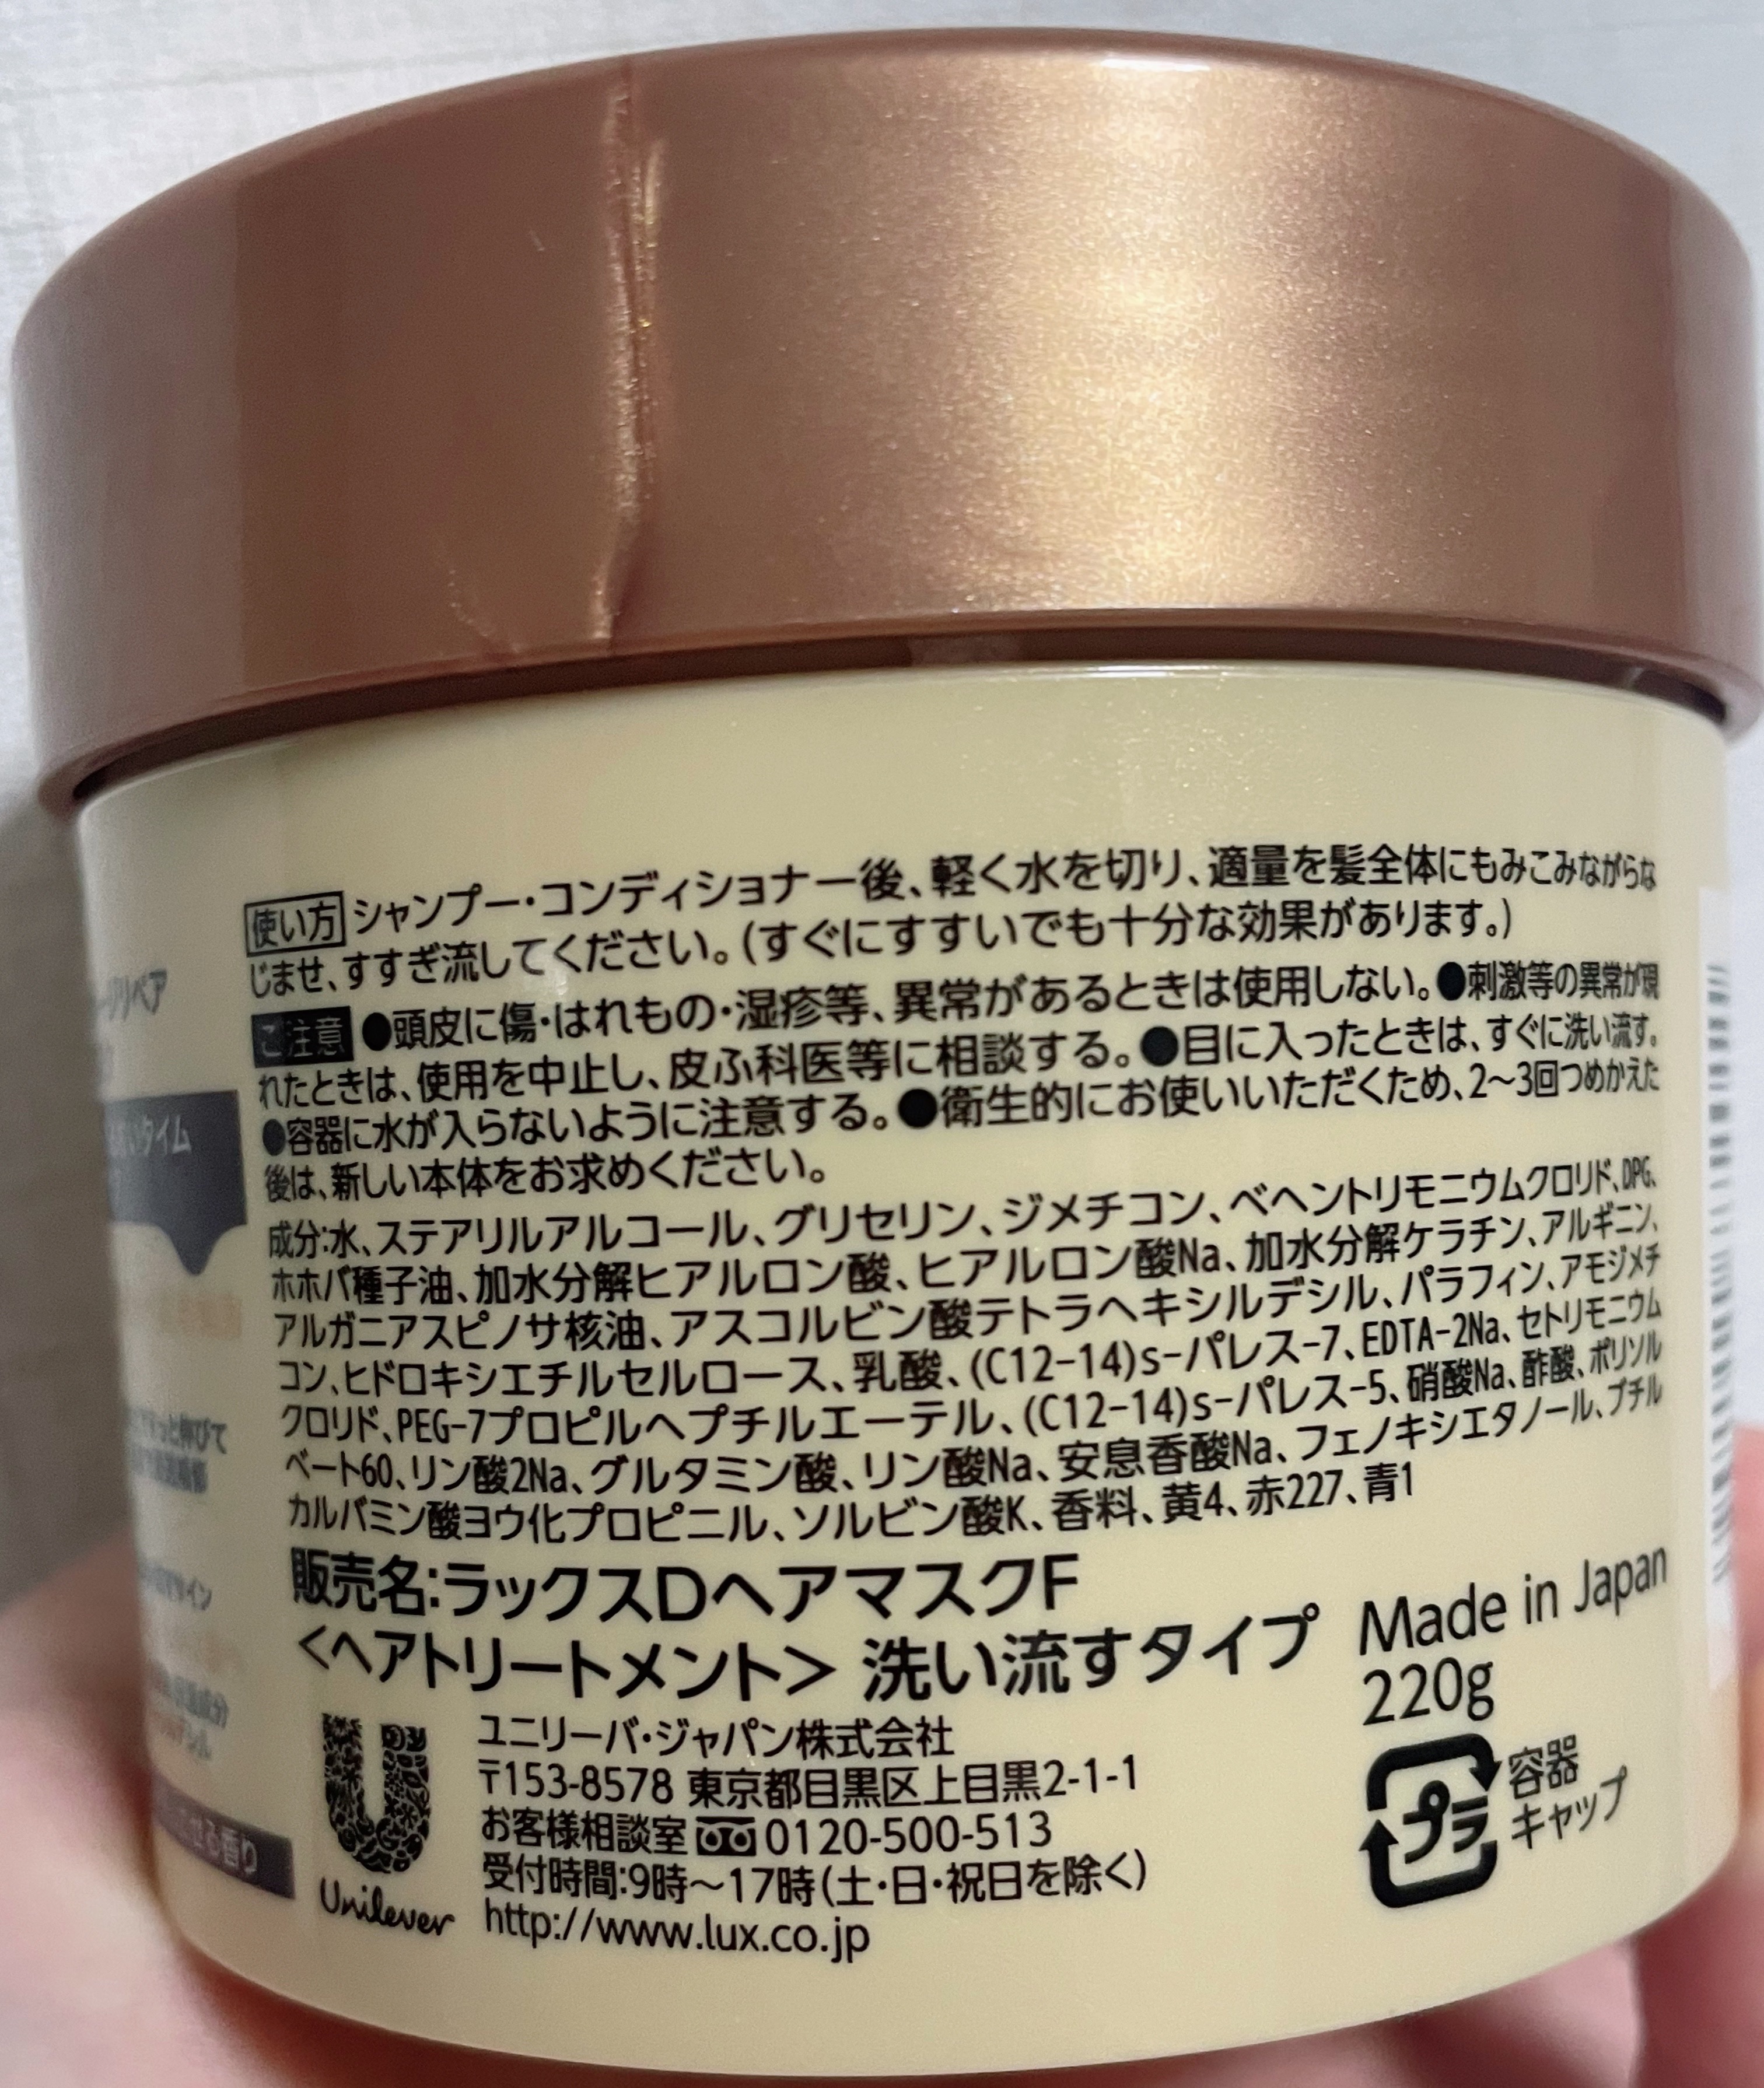 使い方 シャンプー・コンディショナー後、軽く水を切り、適量を髪全体にもみこみながらな
じませ、すすぎ流してください。(すぐにすすいでも十分な効果があります。)
ご注意 ●頭皮に傷・はれもの・湿疹等、異常があるときは使用しない。●刺激等の異常が現
れたときは、使用を中止し、皮ふ科医等に相談する。●目に入ったときは、すぐに洗い流す。
●容器に水が入らないように注意する。●衛生的にお使いいただくため、2〜3回つめかえた
後は、新しい本体をお求めください。
成分:水、ステアリルアルコール、グリセリン、ジメチコン、ベヘントリモニウムクロリド、DPG、
ホホバ種子油、加水分解ヒアルロン酸、ヒアルロン酸Na、加水分解ケラチン、アルギニン、
アルガニアスピノサ核油、アスコルビン酸テトラヘキシルデシル、パラフィン、アモジメチ
コン、ヒドロキシエチルセルロース、乳酸、(C12-14)s-パレス-7、EDTA-2Na、セトリモニウム
クロリド、PEG-7プロピルヘプチルエーテル、(C12-14)s-パレス-5、硝酸Na、酢酸、ポリソル
ベート60、リン酸2Na、グルタミン酸、リン酸Na、安息香酸Na、フェノキシエタノール、ブチル
カルバミン酸ヨウ化プロピニル、ソルビン酸K、香料、黄4、赤227、青1
販売名:ラックスDヘアマスクF
<ヘアトリートメント> 洗い流すタイプ
Made in Japan
220g
プラ
容器
キャップ
Unilever
ユニリーバ・ジャパン株式会社
〒153-8578 東京都目黒区上目黒2-1-1
お客様相談室 0120-500-513
受付時間:9時〜17時(土・日・祝日を除く)
http://www.lux.co.jp
リペア
タイム
と伸びて
香り